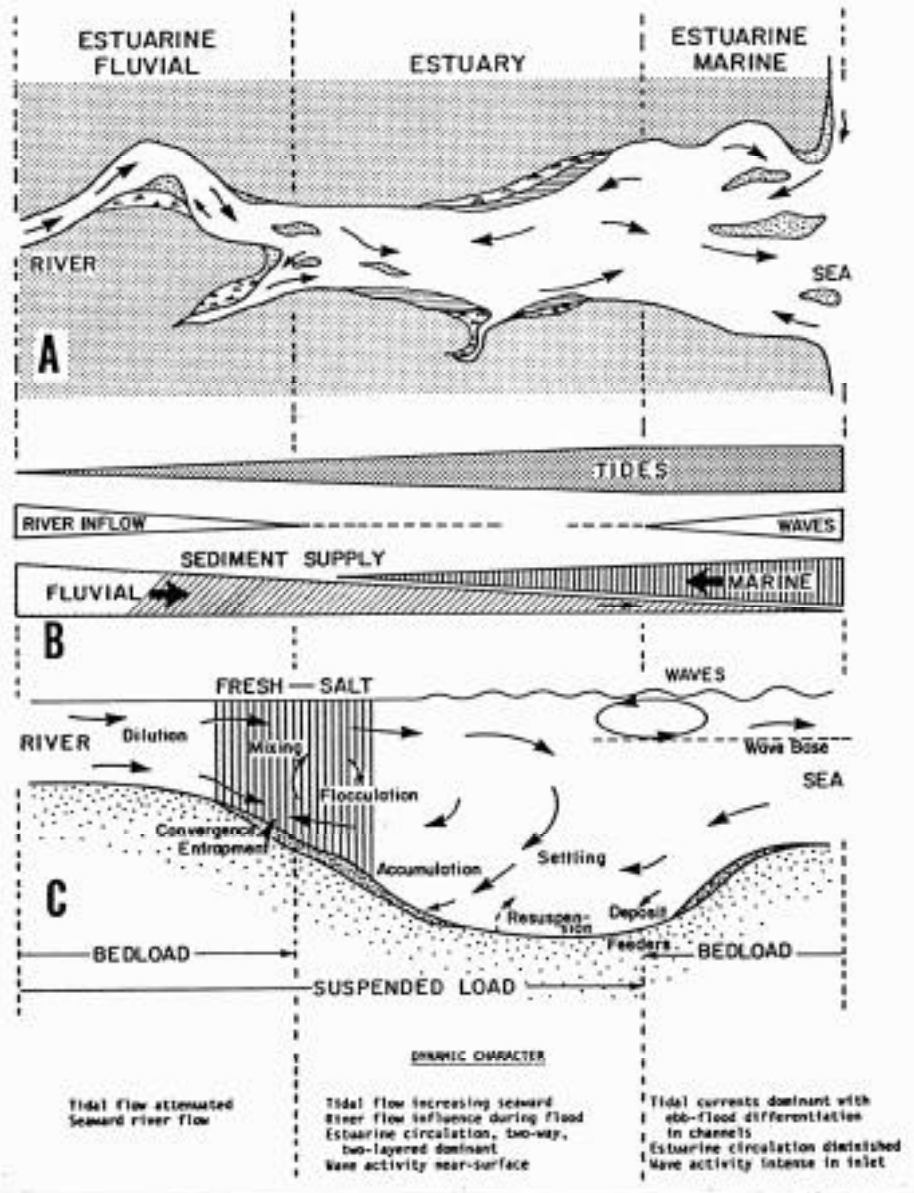 ESTUARINE
FLUVIAL
ESTUARY
ESTUARINE
MARINE
RIVER
SEA
A
TIDES
RIVER INFLOW
WAVES
SEDIMENT SUPPLY
FLUVIAL
MARINE
B
FRESH — SALT
WAVES
RIVER
Dilution
Mixing
Wave Base
Flocculation
SEA
Convergence
Entrapment
Accumulation
Settling
C
Resuspen-
sion
Deposit
Feeders
BEDLOAD
BEDLOAD
SUSPENDED LOAD
DYNAMIC CHARACTER
Tidal flow attenuated
Seaward river flow
Tidal flow increasing seaward
River flow influence during flood
Estuarine circulation, two-way,
two-layered dominant
Wave activity near-surface
Tidal currents dominant with
ebb-flood differentiation
in channels
Estuarine circulation diminished
Wave activity intense in inlet